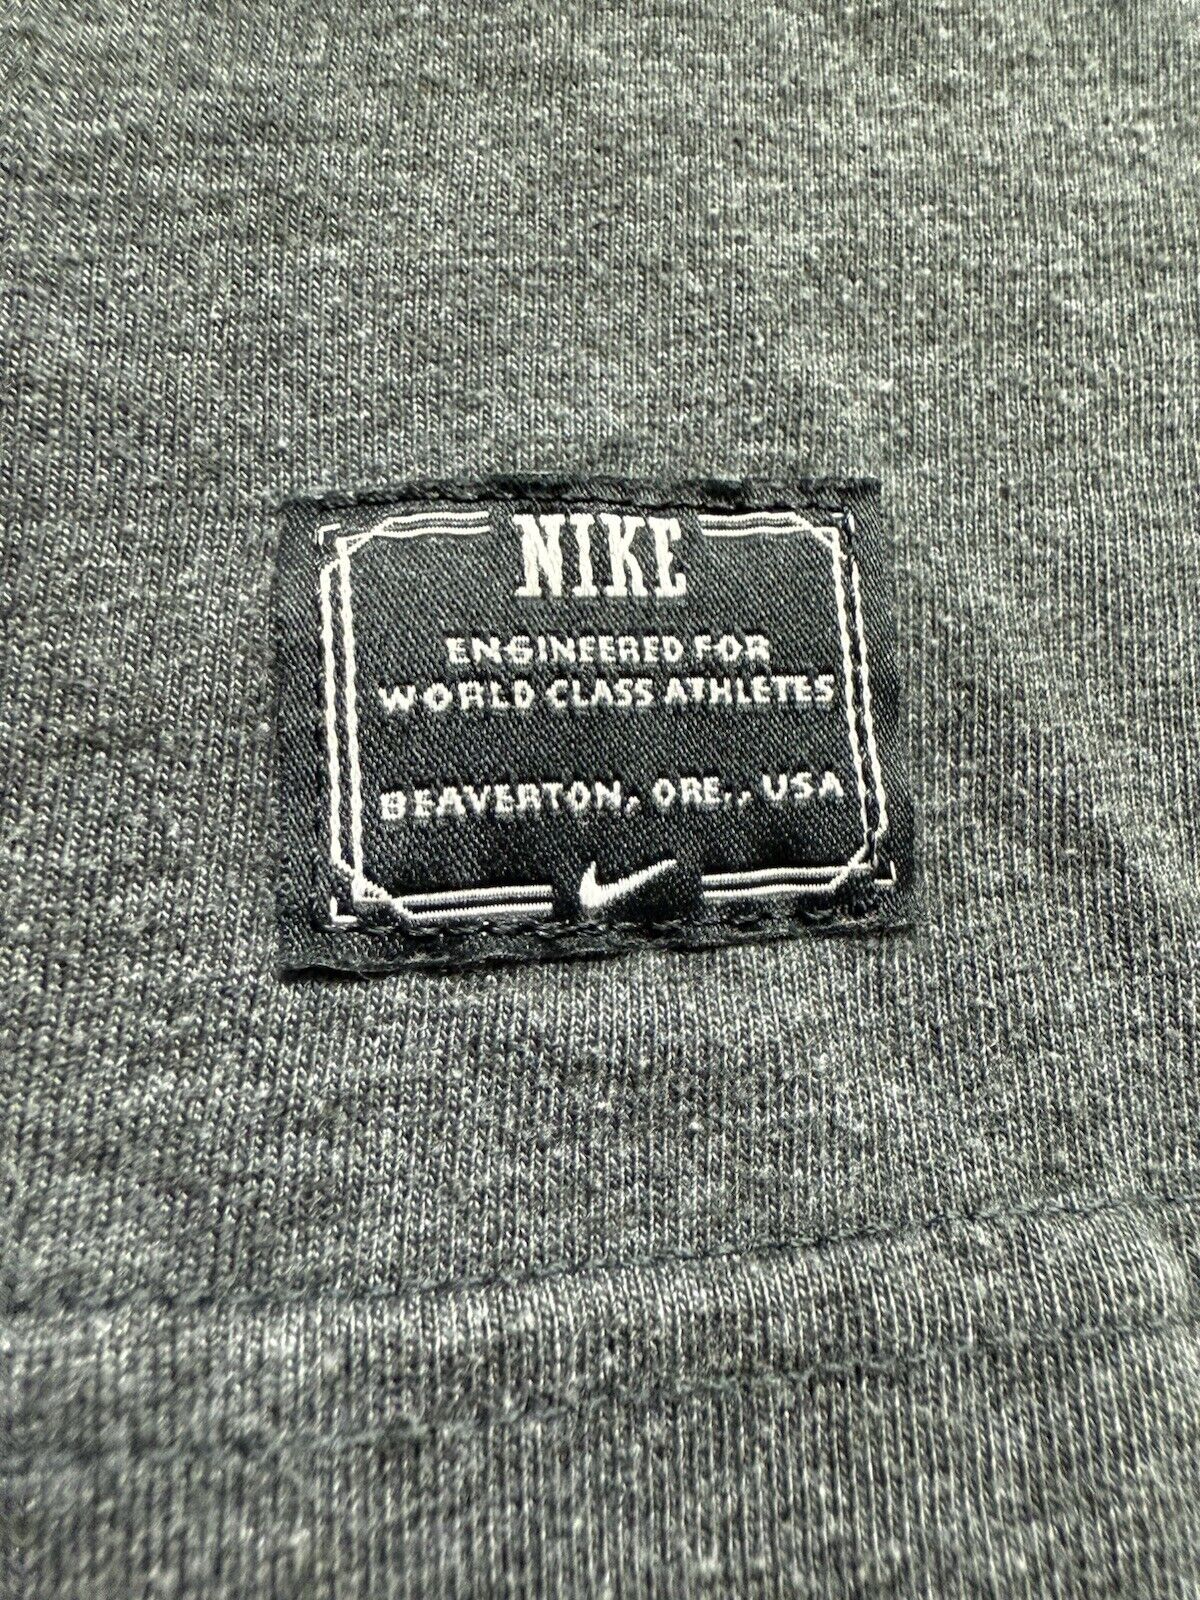 NIKE
ENGINEERED FOR
WORLD CLASS ATHLETES
BEAVERTON, ORE., USA